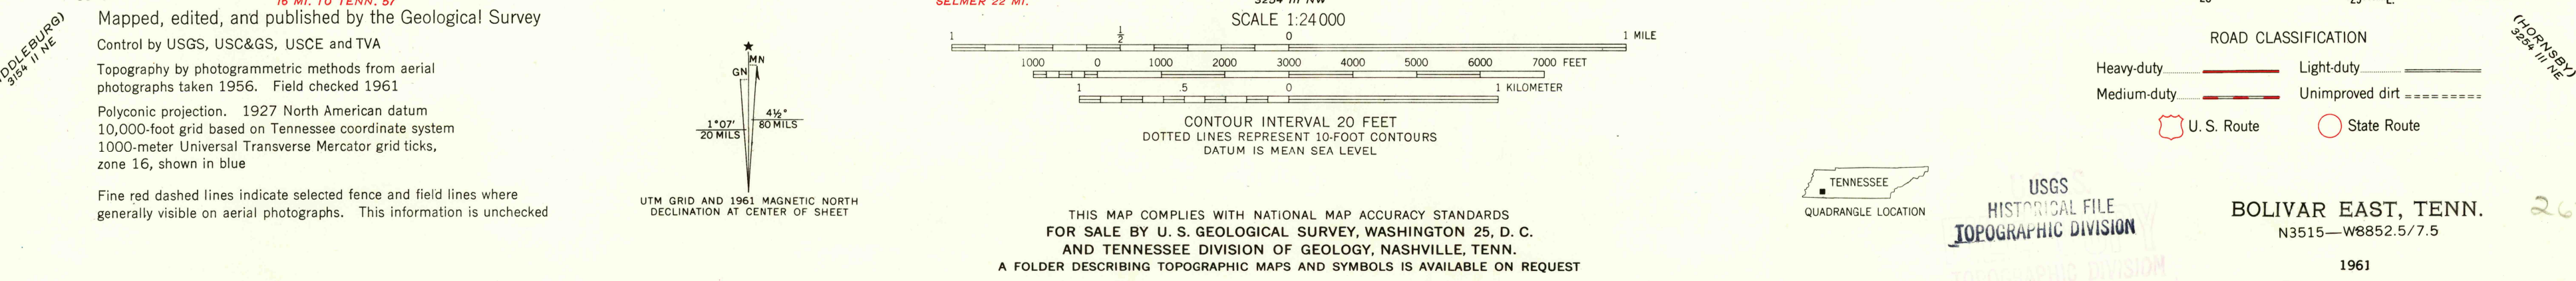 16 MI. TO TENN. 57
(MIDDLEBURG)
3154 II NE
Mapped, edited, and published by the Geological Survey
Control by USGS, USC&GS, USCE and TVA
Topography by photogrammetric methods from aerial
photographs taken 1956. Field checked 1961
Polyconic projection. 1927 North American datum
10,000-foot grid based on Tennessee coordinate system
1000-meter Universal Transverse Mercator grid ticks,
zone 16, shown in blue
Fine red dashed lines indicate selected fence and field lines where
generally visible on aerial photographs. This information is unchecked
MN
GN
1°07′
20 MILS
4½°
80 MILS
UTM GRID AND 1961 MAGNETIC NORTH
DECLINATION AT CENTER OF SHEET
SELMER 22 MI.
3254 III NW
SCALE 1:24 000
1 ½ 0 1 MILE
1000 0 1000 2000 3000 4000 5000 6000 7000 FEET
1 .5 0 1 KILOMETER
CONTOUR INTERVAL 20 FEET
DOTTED LINES REPRESENT 10-FOOT CONTOURS
DATUM IS MEAN SEA LEVEL
THIS MAP COMPLIES WITH NATIONAL MAP ACCURACY STANDARDS
FOR SALE BY U. S. GEOLOGICAL SURVEY, WASHINGTON 25, D. C.
AND TENNESSEE DIVISION OF GEOLOGY, NASHVILLE, TENN.
A FOLDER DESCRIBING TOPOGRAPHIC MAPS AND SYMBOLS IS AVAILABLE ON REQUEST
ROAD CLASSIFICATION
Heavy-duty Light-duty
Medium-duty Unimproved dirt
U. S. Route State Route
(HORNSBY)
3254 III NE
TENNESSEE
QUADRANGLE LOCATION
USGS
HISTORICAL FILE
TOPOGRAPHIC DIVISION
TOPOGRAPHIC DIVISION
BOLIVAR EAST, TENN.
N3515—W8852.5/7.5
1961